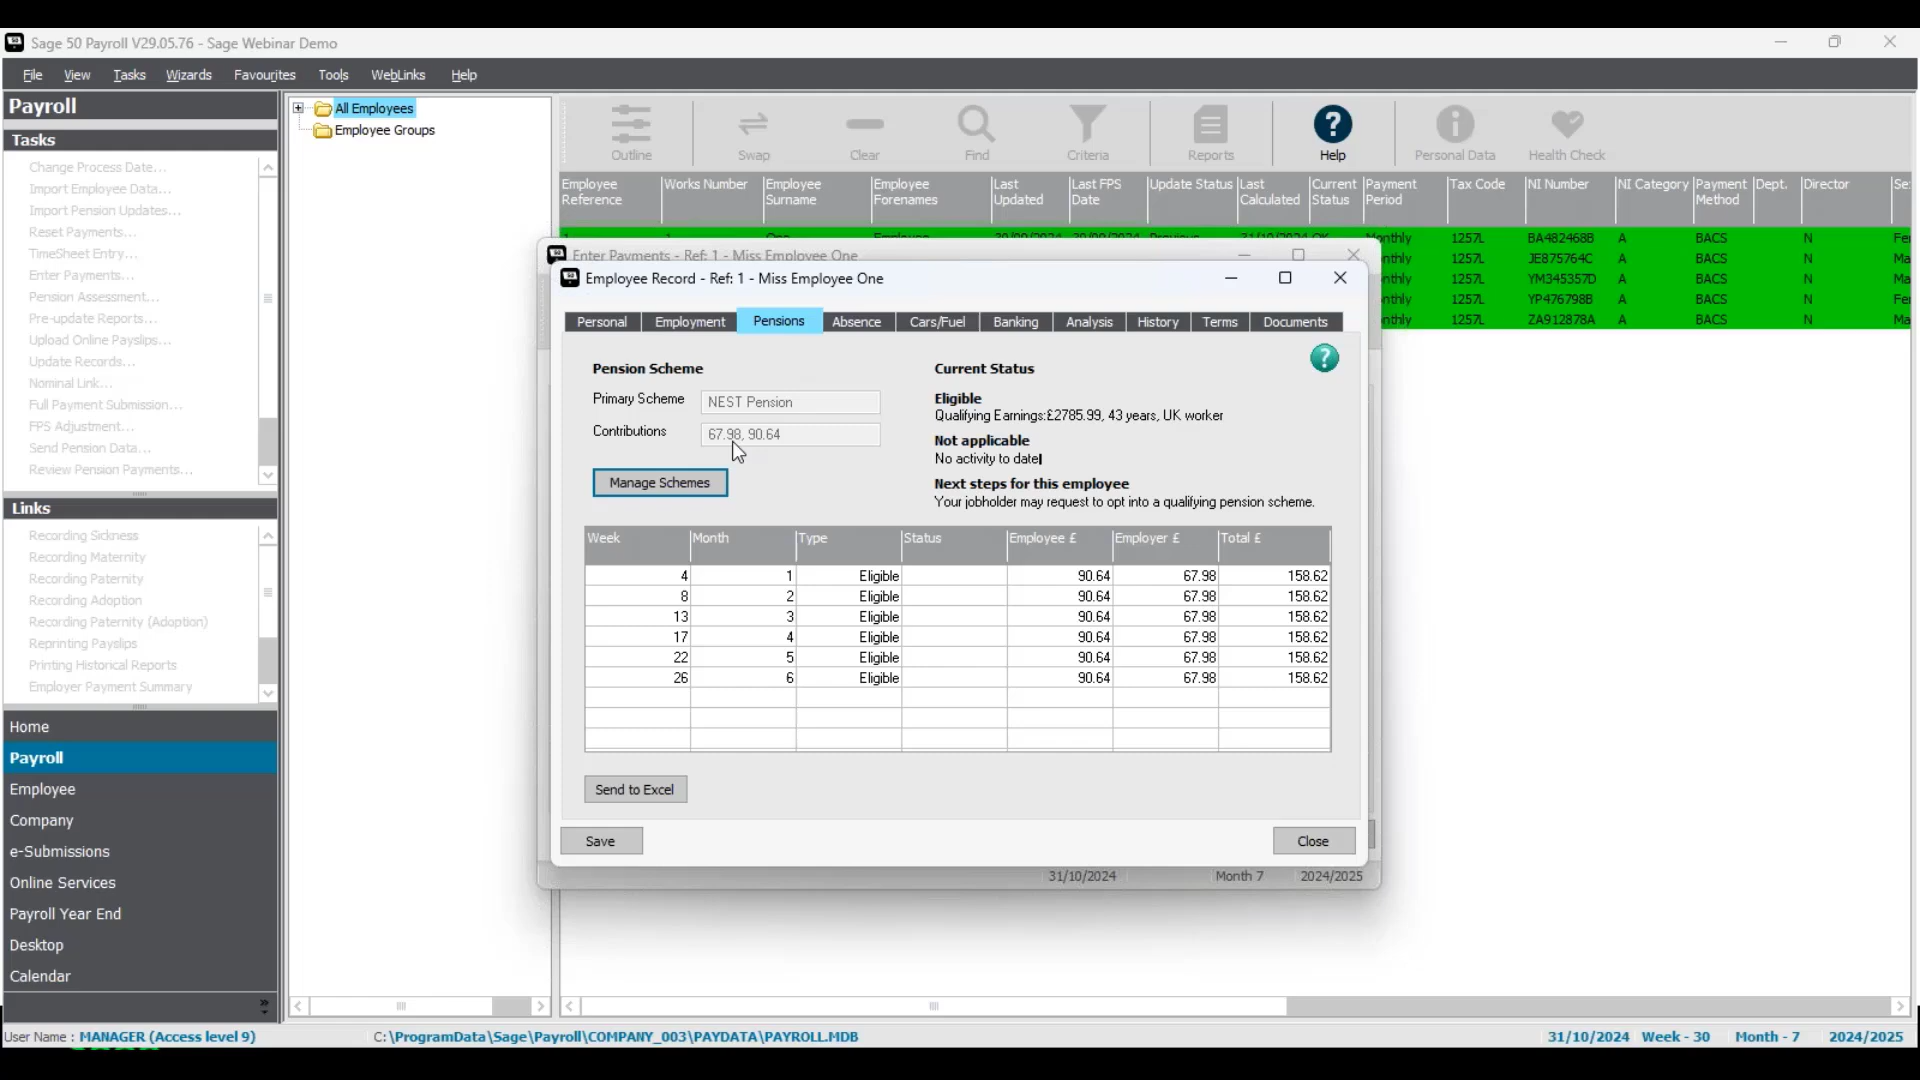 Sage 50 Payroll V29.05.76 - Sage Webinar Demo
File View Tasks Wizards Favourites Tools WebLinks Help
Payroll
Tasks
Change Process Date...
Import Employee Data...
Import Pension Updates...
Reset Payments...
TimeSheet Entry...
Enter Payments...
Pension Assessment...
Pre-update Reports...
Upload Online Payslips...
Update Records...
Nominal Link...
Full Payment Submission...
FPS Adjustment...
Send Pension Data...
Review Pension Payments...
Links
Recording Sickness
Recording Maternity
Recording Paternity
Recording Adoption
Recording Paternity (Adoption)
Reprinting Payslips
Printing Historical Reports
Employer Payment Summary
Home
Payroll
Employee
Company
e-Submissions
Online Services
Payroll Year End
Desktop
Calendar
All Employees
Employee Groups
Outline Swap Clear Find Criteria Reports Help Personal Data Health Check
Employee Reference Works Number Employee Surname Employee Forenames Last Updated Last FPS Date Update Status Last Calculated Current Status Payment Period Tax Code NI Number NI Category Payment Method Dept. Director
Monthly 1257L BA482468B A BACS N Fe
nthly 1257L JE875764C A BACS N Ma
nthly 1257L YM345357D A BACS N Ma
nthly 1257L YP476798B A BACS N Fe
nthly 1257L ZA912878A A BACS N Ma
Enter Payments - Ref: 1 - Miss Employee One
Employee Record - Ref: 1 - Miss Employee One
Personal Employment Pensions Absence Cars/Fuel Banking Analysis History Terms Documents
Pension Scheme
Primary Scheme NEST Pension
Contributions 67.98, 90.64
Manage Schemes
Current Status
Eligible
Qualifying Earnings:£2785.99, 43 years, UK worker
Not applicable
No activity to date
Next steps for this employee
Your jobholder may request to opt into a qualifying pension scheme.
Week Month Type Status Employee £ Employer £ Total £
4 1 Eligible 90.64 67.98 158.62
8 2 Eligible 90.64 67.98 158.62
13 3 Eligible 90.64 67.98 158.62
17 4 Eligible 90.64 67.98 158.62
22 5 Eligible 90.64 67.98 158.62
26 6 Eligible 90.64 67.98 158.62
Send to Excel
Save Close
31/10/2024 Month 7 2024/2025
User Name : MANAGER (Access level 9) C:\ProgramData\Sage\Payroll\COMPANY_003\PAYDATA\PAYROLL.MDB 31/10/2024 Week - 30 Month - 7 2024/2025